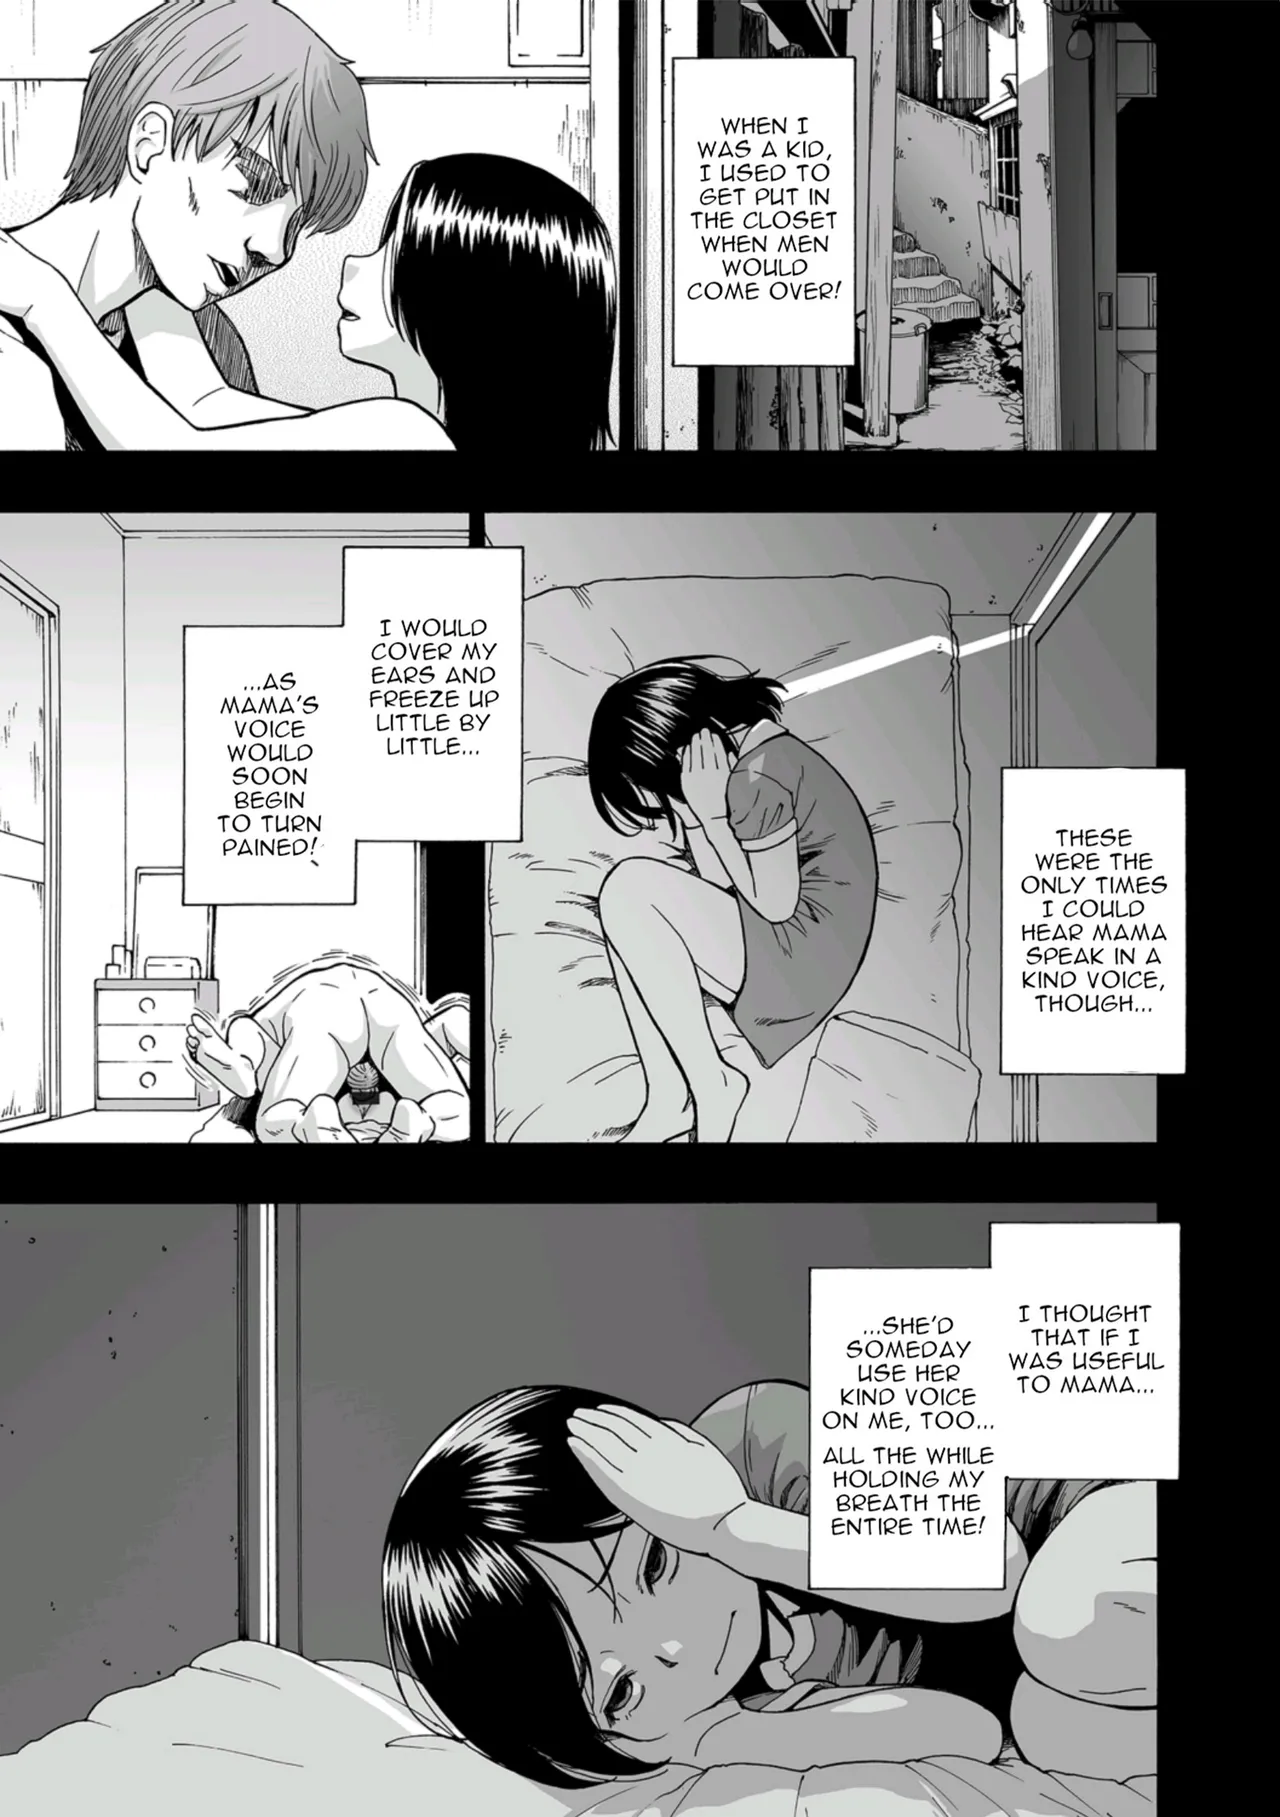 WHEN I
WAS A KID,
I USED TO
GET PUT IN
THE CLOSET
WHEN MEN
WOULD
COME OVER!
THESE
WERE THE
ONLY TIMES
I COULD
HEAR MAMA
SPEAK IN A
KIND VOICE,
THOUGH...
I WOULD
COVER MY
EARS AND
FREEZE UP
LITTLE BY
LITTLE...
...AS
MAMA'S
VOICE
WOULD
SOON
BEGIN
TO TURN
PAINED!
I THOUGHT
THAT IF I
WAS USEFUL
TO MAMA...
...SHE'D
SOMEDAY
USE HER
KIND VOICE
ON ME, TOO...
ALL THE WHILE
HOLDING MY
BREATH THE
ENTIRE TIME!